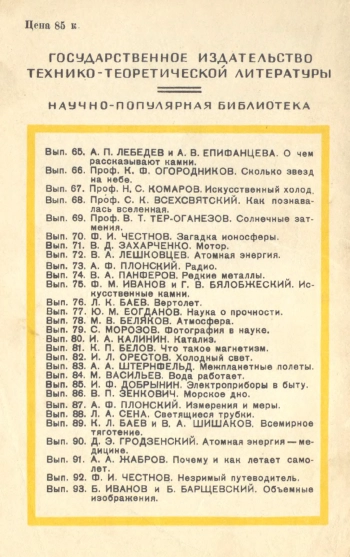 Цена 85 к.
ГОСУДАРСТВЕННОЕ ИЗДАТЕЛЬСТВО
ТЕХНИКО-ТЕОРЕТИЧЕСКОЙ ЛИТЕРАТУРЫ
НАУЧНО-ПОПУЛЯРНАЯ БИБЛИОТЕКА
Вып. 65. А. П. ЛЕБЕДЕВ и А. В. ЕПИФАНЦЕВА. О чем
рассказывают камни.
Вып. 66. Проф. К. Ф. ОГОРОДНИКОВ. Сколько звезд
на небе.
Вып. 67. Проф. Н. С. КОМАРОВ. Искусственный холод.
Вып. 68. Проф. С. К. ВСЕХСВЯТСКИЙ. Как познава-
лась вселенная.
Вып. 69. Проф. В. Т. ТЕР-ОГАНЕЗОВ. Солнечные зат-
мения.
Вып. 70. Ф. И. ЧЕСТНОВ. Загадка ионосферы.
Вып. 71. В. Д. ЗАХАРЧЕНКО. Мотор.
Вып. 72. В. А. ЛЕШКОВЦЕВ. Атомная энергия.
Вып. 73. А. Ф. ПЛОНСКИЙ. Радио.
Вып. 74. В. А. ПАНФЕРОВ. Редкие металлы.
Вып. 75. Ф. М. ИВАНОВ и Г. В. БЯЛОБЖЕСКИЙ. Ис-
кусственные камни.
Вып. 76. Л. К. БАЕВ. Вертолет.
Вып. 77. Ю. М. БОГДАНОВ. Наука о прочности.
Вып. 78. М. В. БЕЛЯКОВ. Атмосфера.
Вып. 79. С. МОРОЗОВ. Фотография в науке.
Вып. 80. И. А. КАЛИНИН. Катализ.
Вып. 81. К. П. БЕЛОВ. Что такое магнетизм.
Вып. 82. И. Л. ОРЕСТОВ. Холодный свет.
Вып. 83. А. А. ШТЕРНФЕЛЬД. Межпланетные полеты.
Вып. 84. М. ВАСИЛЬЕВ. Вода работает.
Вып. 85. И. Ф. ДОБРЫНИН. Электроприборы в быту.
Вып. 86. В. П. ЗЕНКОВИЧ. Морское дно.
Вып. 87. А. Ф. ПЛОНСКИЙ. Измерения и меры.
Вып. 88. Л. А. СЕНА. Светящиеся трубки.
Вып. 89. К. Л. БАЕВ и В. А. ШИШАКОВ. Всемирное
тяготение.
Вып. 90. Д. Э. ГРОДЗЕНСКИЙ. Атомная энергия — ме-
дицине.
Вып. 91. А. А. ЖАБРОВ. Почему и как летает само-
лет.
Вып. 92. Ф. И. ЧЕСТНОВ. Незримый путеводитель.
Вып. 93. Б. ИВАНОВ и Б. БАРЩЕВСКИЙ. Объемные
изображения.